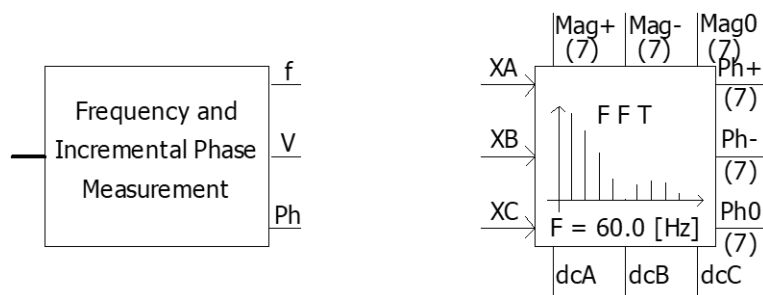 Frequency and
Incremental Phase
Measurement
f
V
Ph
Mag+ Mag- Mag0
(7) (7) (7)
XA
XB
XC
F F T
F = 60.0 [Hz]
Ph+
(7)
Ph-
(7)
Ph0
(7)
dcA dcB dcC